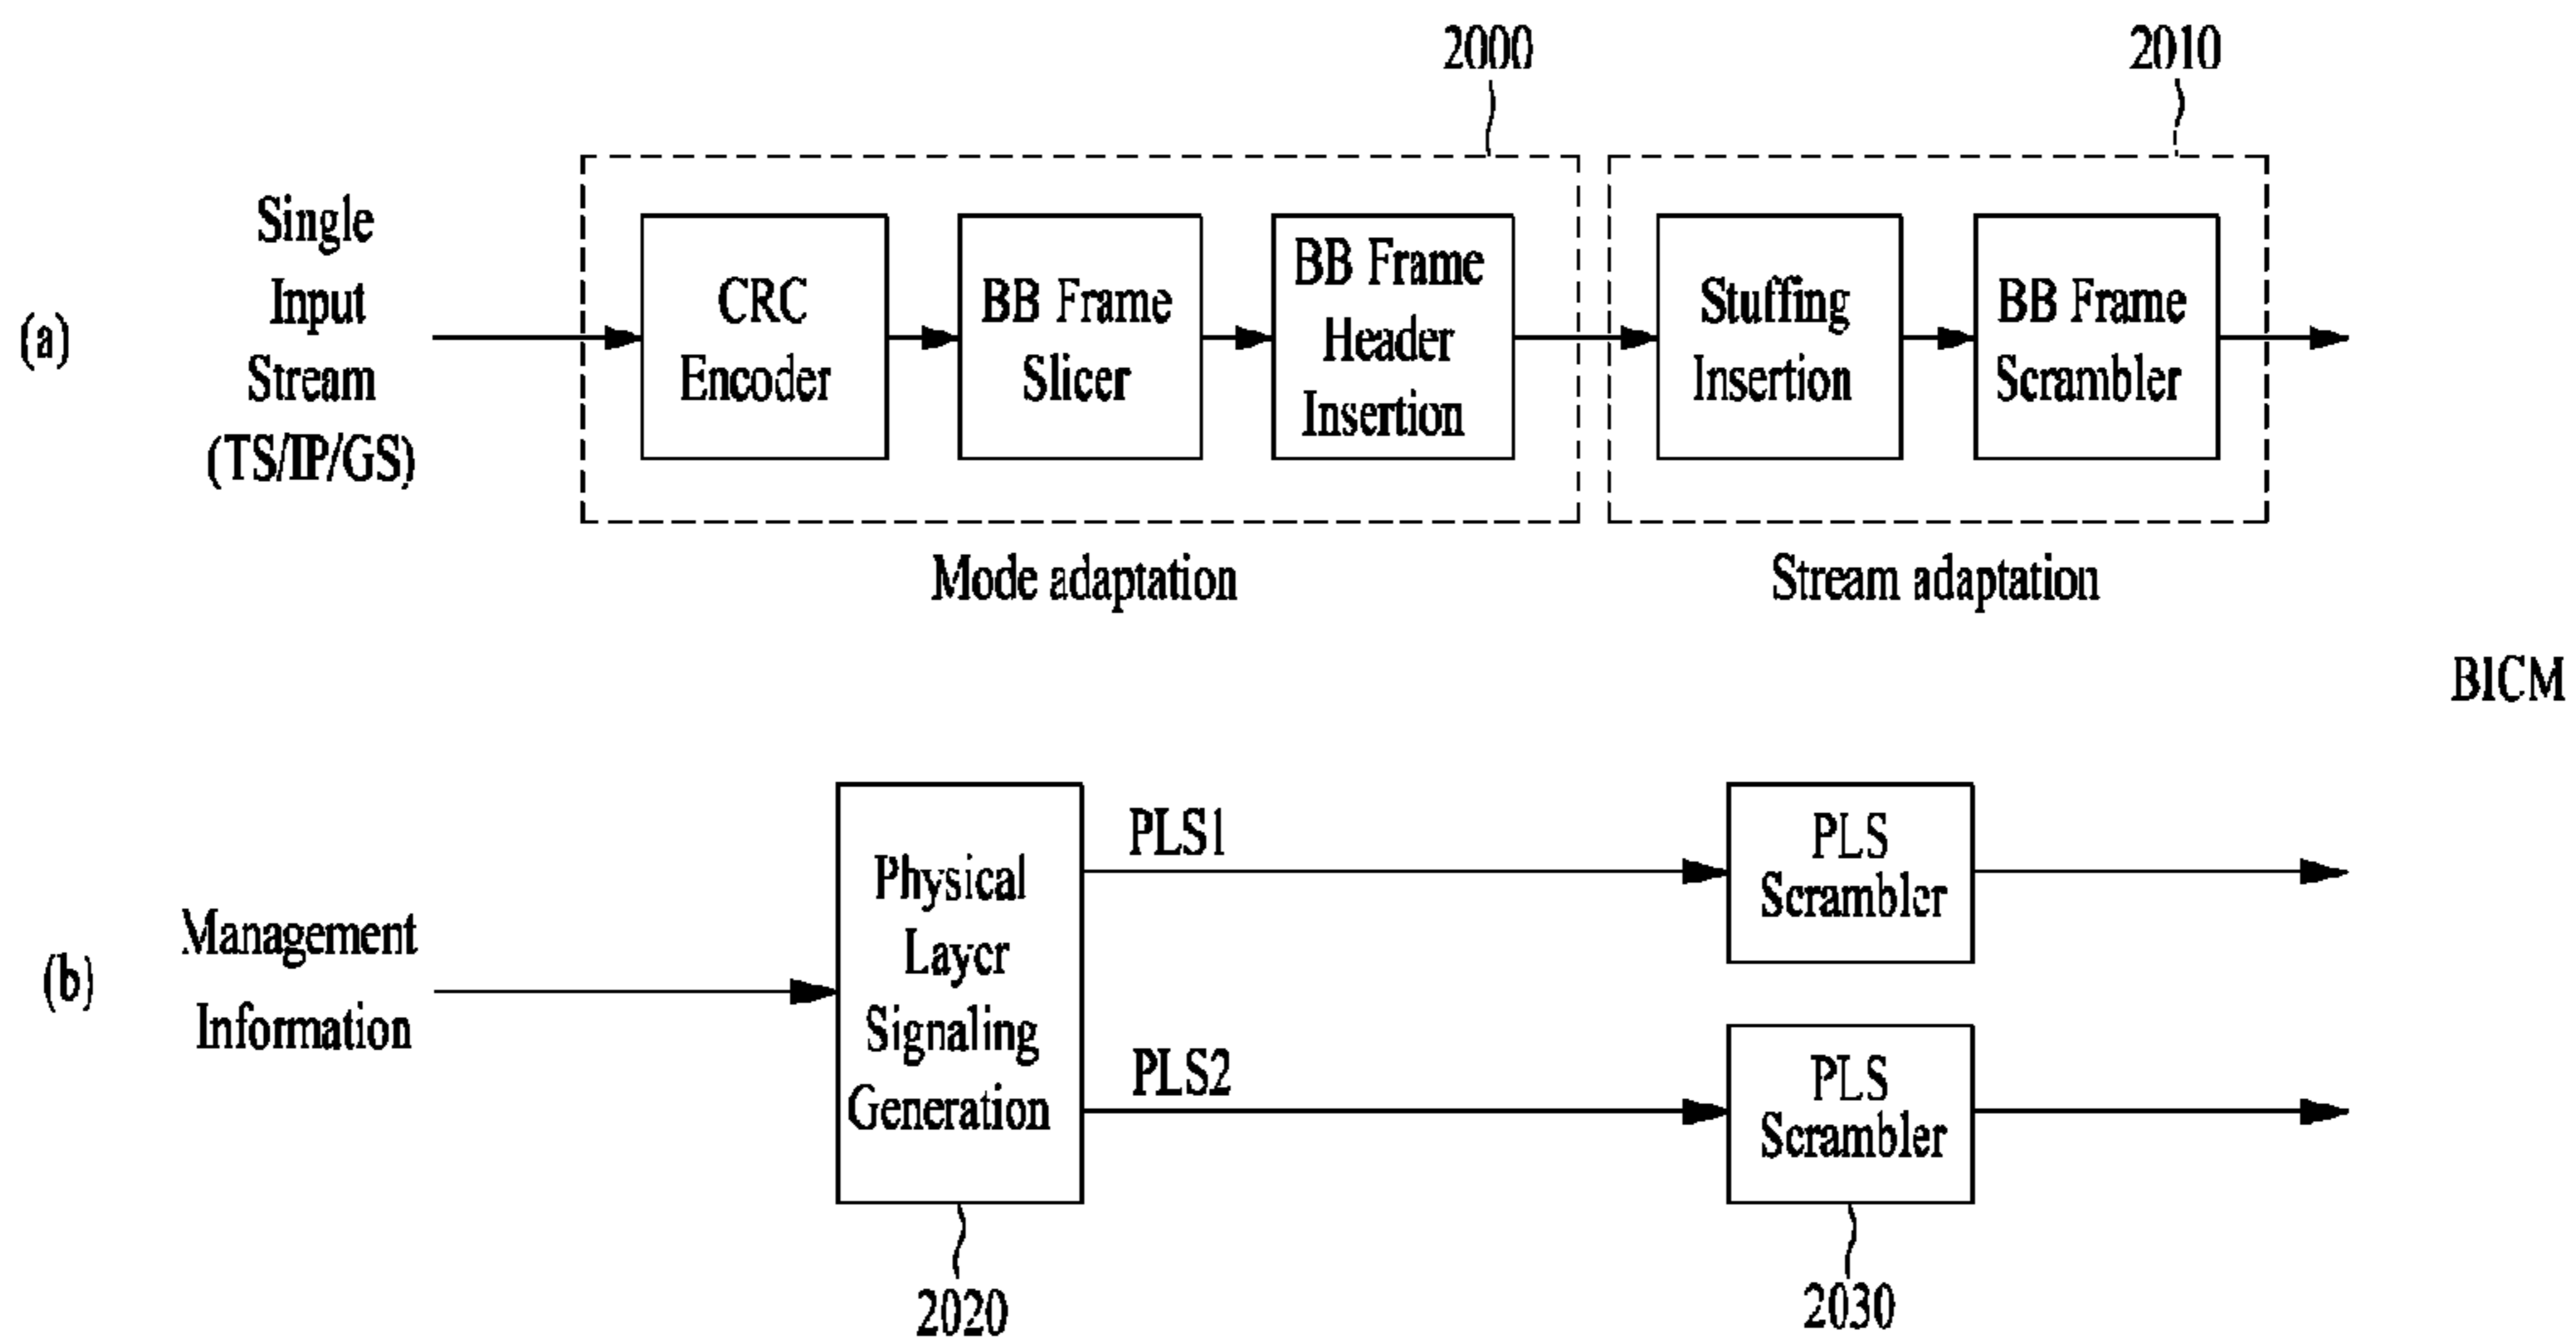 2000
2010
(a)
Single
Input
Stream
(TS/IP/GS)
CRC
Encoder
BB Frame
Slicer
BB Frame
Header
Insertion
Stuffing
Insertion
BB Frame
Scrambler
Mode adaptation
Stream adaptation
BICM
(b)
Management
Information
Physical
Layer
Signaling
Generation
PLS1
PLS2
PLS
Scrambler
PLS
Scrambler
2020
2030